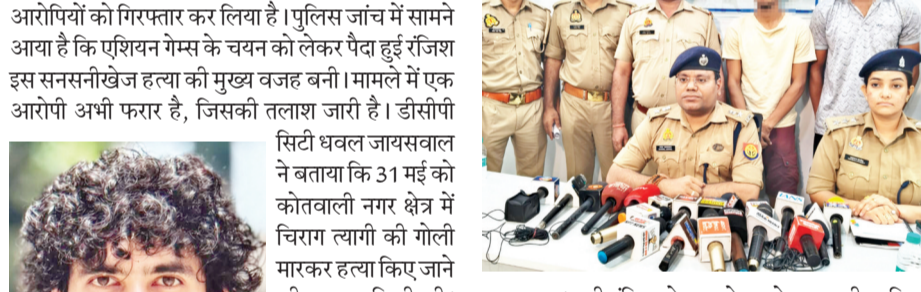 आरोपियों को गिरफ्तार कर लिया है। पुलिस जांच में सामने
आया है कि एशियन गेम्स के चयन को लेकर पैदा हुई रंजिश
इस सनसनीखेज हत्या की मुख्य वजह बनी। मामले में एक
आरोपी अभी फरार है, जिसकी तलाश जारी है। डीसीपी
सिटी धवल जायसवाल
ने बताया कि 31 मई को
कोतवाली नगर क्षेत्र में
चिराग त्यागी की गोली
मारकर हत्या किए जाने
PTI